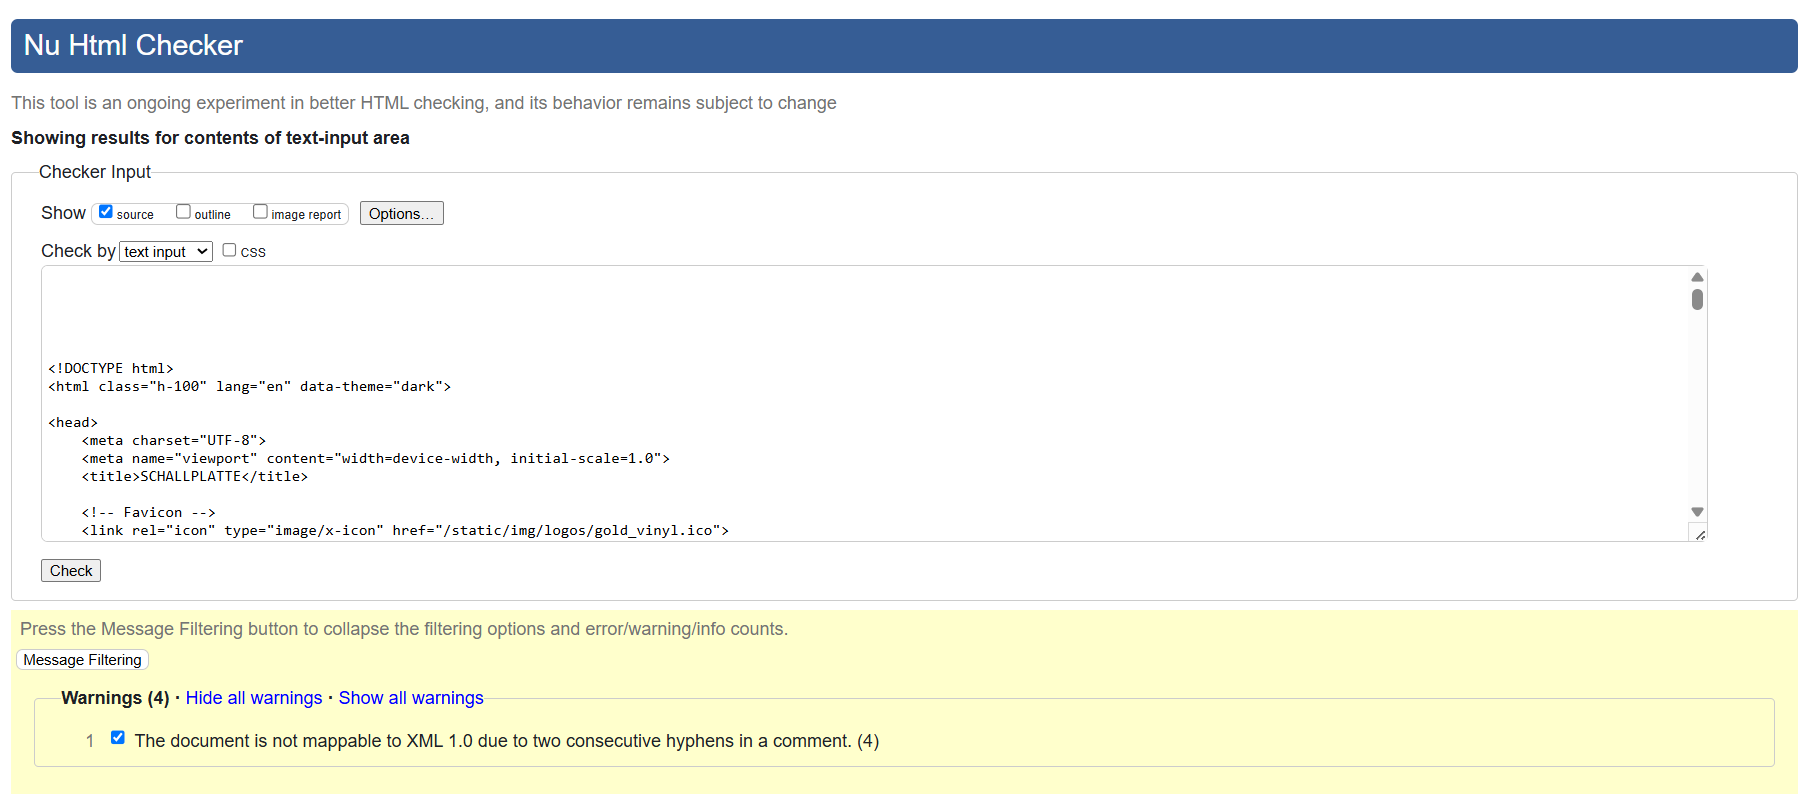 Nu Html Checker
This tool is an ongoing experiment in better HTML checking, and its behavior remains subject to change
Showing results for contents of text-input area
Checker Input
Show source outline image report Options...
Check by text input CSS
<!DOCTYPE html>
<html class="h-100" lang="en" data-theme="dark">
<head>
<meta charset="UTF-8">
<meta name="viewport" content="width=device-width, initial-scale=1.0">
<title>SCHALLPLATTE</title>
<!-- Favicon -->
<link rel="icon" type="image/x-icon" href="/static/img/logos/gold_vinyl.ico">
Check
Press the Message Filtering button to collapse the filtering options and error/warning/info counts.
Message Filtering
Warnings (4) · Hide all warnings · Show all warnings
1 The document is not mappable to XML 1.0 due to two consecutive hyphens in a comment. (4)